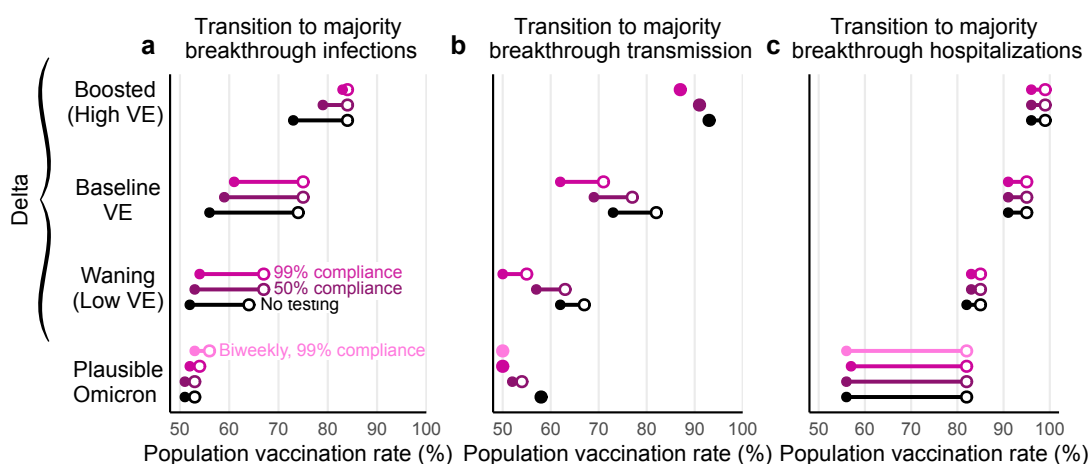 a
Transition to majority
breakthrough infections
b
Transition to majority
breakthrough transmission
c
Transition to majority
breakthrough hospitalizations
Delta
Boosted
(High VE)
Baseline
VE
Waning
(Low VE)
Plausible
Omicron
99% compliance
50% compliance
No testing
Biweekly, 99% compliance
50 60 70 80 90 100
Population vaccination rate (%)
50 60 70 80 90 100
Population vaccination rate (%)
50 60 70 80 90 100
Population vaccination rate (%)